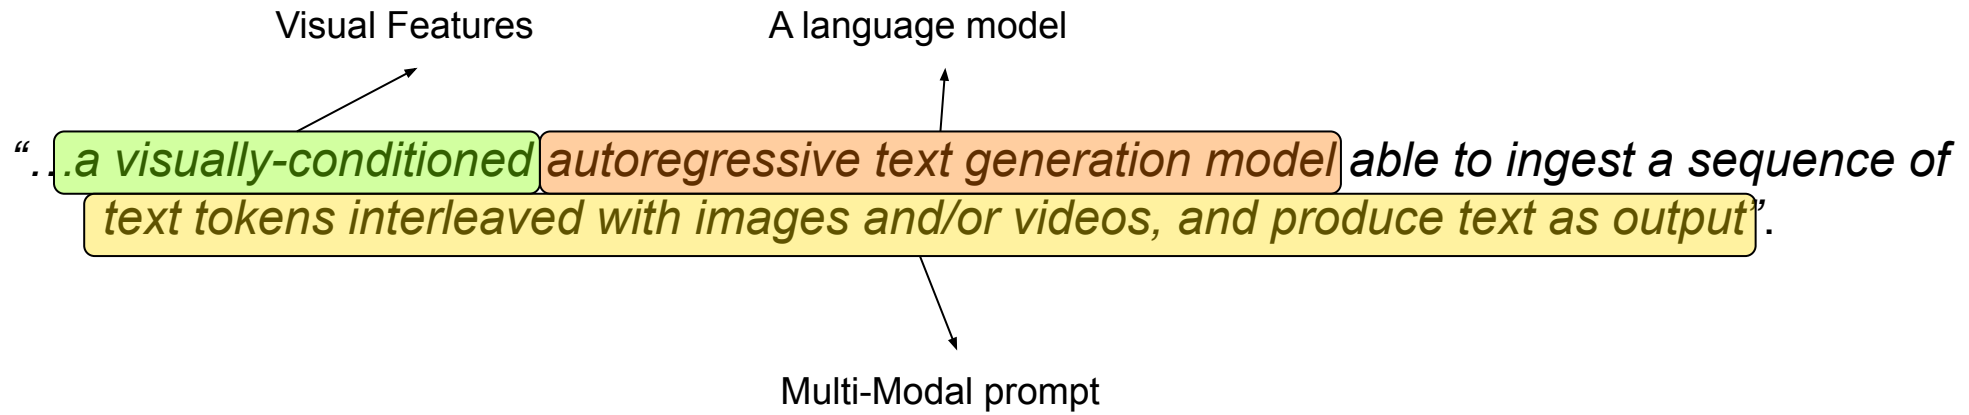 Visual Features
A language model
“…a visually-conditioned autoregressive text generation model able to ingest a sequence of
text tokens interleaved with images and/or videos, and produce text as output”.
Multi-Modal prompt